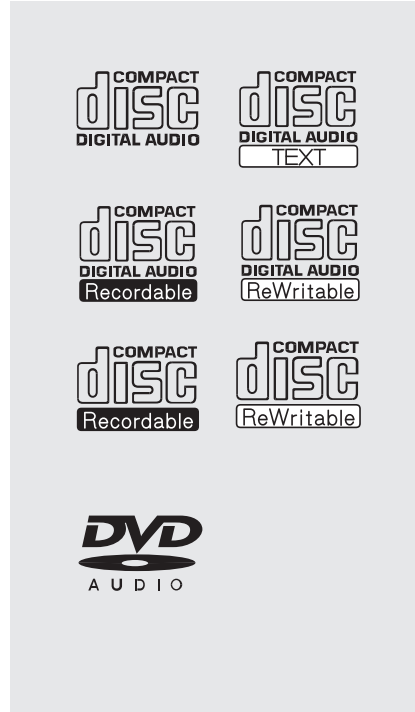 COMPACT
disc
DIGITAL AUDIO
COMPACT
disc
DIGITAL AUDIO
TEXT
COMPACT
disc
DIGITAL AUDIO
Recordable
COMPACT
disc
DIGITAL AUDIO
ReWritable
COMPACT
disc
Recordable
COMPACT
disc
ReWritable
DVD
AUDIO